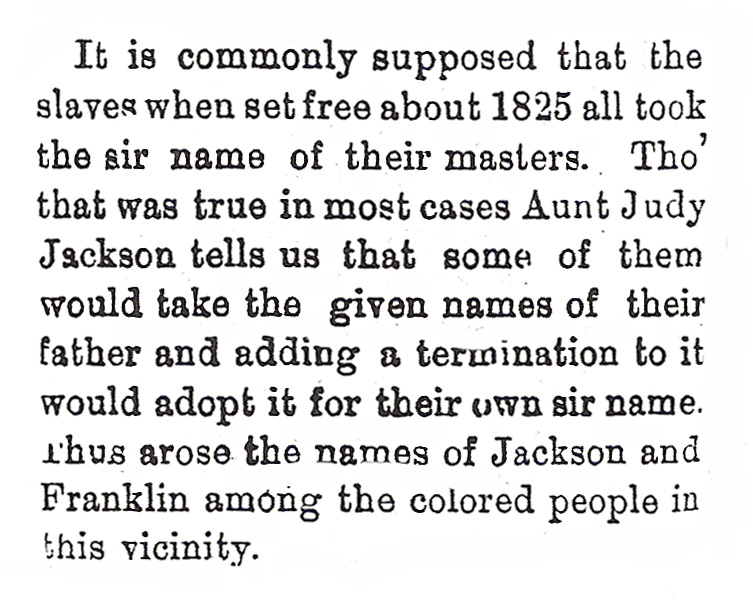 It is commonly supposed that the
slaves when set free about 1825 all took
the sir name of their masters. Tho'
that was true in most cases Aunt Judy
Jackson tells us that some of them
would take the given names of their
father and adding a termination to it
would adopt it for their own sir name.
Thus arose the names of Jackson and
Franklin among the colored people in
this vicinity.